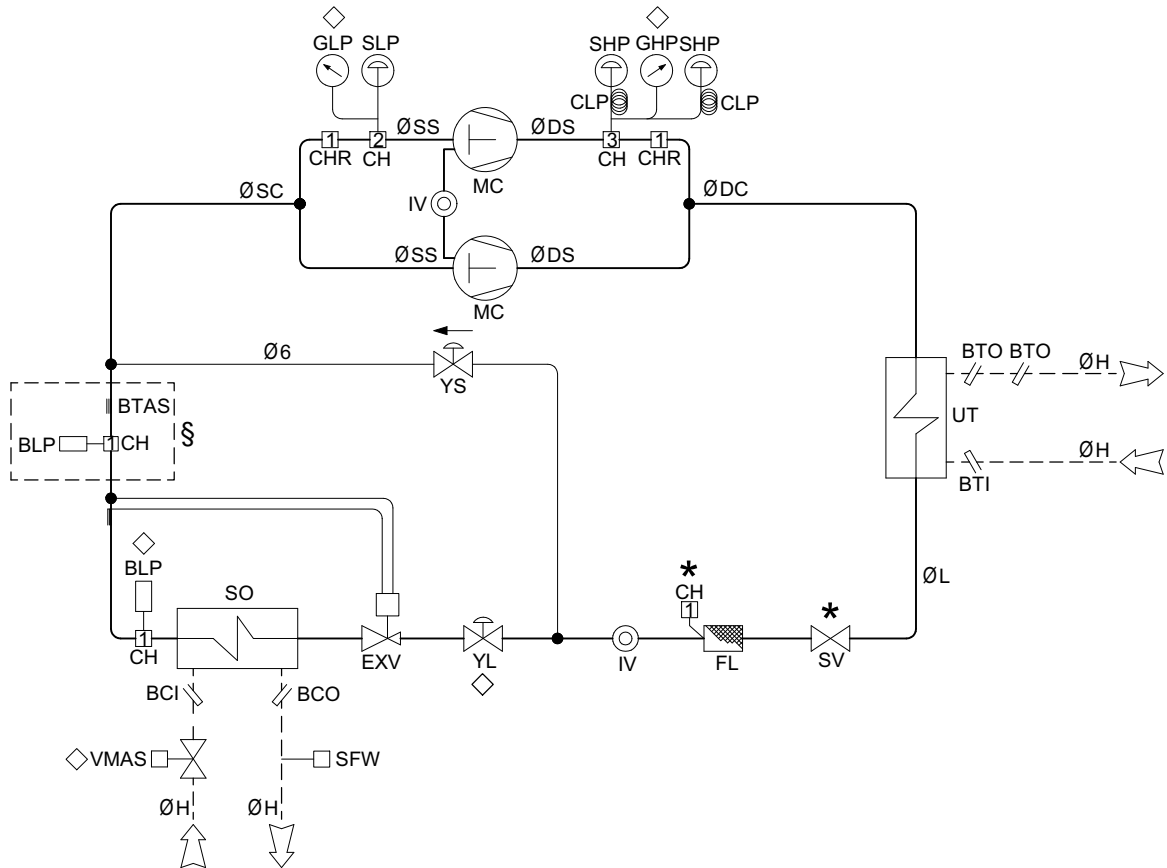 ◇ ◇
GLP SLP SHP GHP SHP
CLP CLP
ØSS ØDS
1 2 3 1
CHR CH CH CHR
MC
ØSC ØDC
IV
ØSS ØDS
MC
Ø6
YS
BTO BTO ØH
BTAS
UT
BLP 1 CH §
ØH
BTI
◇
BLP
SO
* 
CH
1
*
ØL
1
CH
EXV YL IV FL SV
◇
BCI BCO
◇ VMAS SFW
ØH ØH